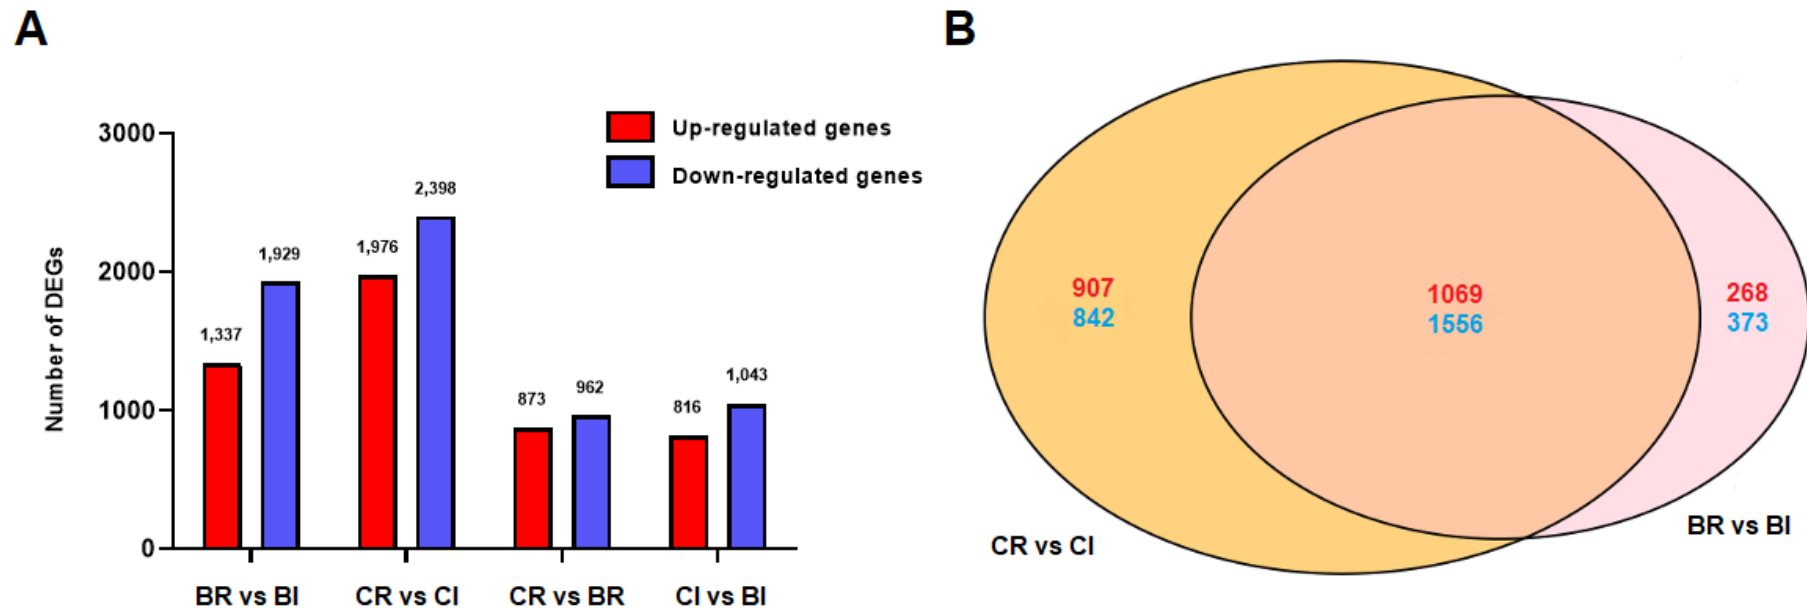 A
B
3000
2000
1000
0
Number of DEGs
Up-regulated genes
Down-regulated genes
1,337
1,929
1,976
2,398
873
962
816
1,043
BR vs BI
CR vs CI
CR vs BR
CI vs BI
907
842
1069
1556
268
373
CR vs CI
BR vs BI